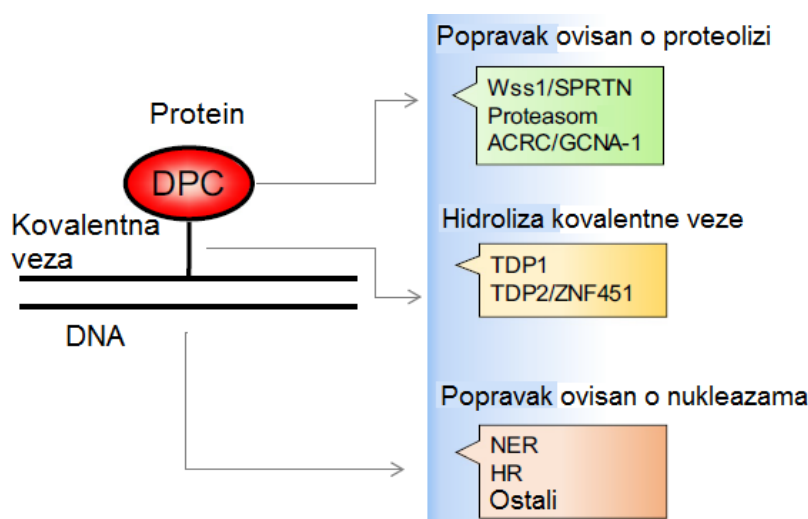 Popravak ovisan o proteolizi
Wss1/SPRTN
Proteasom
ACRC/GCNA-1
Protein
DPC
Kovalentna
veza
DNA
Hidroliza kovalentne veze
TDP1
TDP2/ZNF451
Popravak ovisan o nukleazama
NER
HR
Ostali